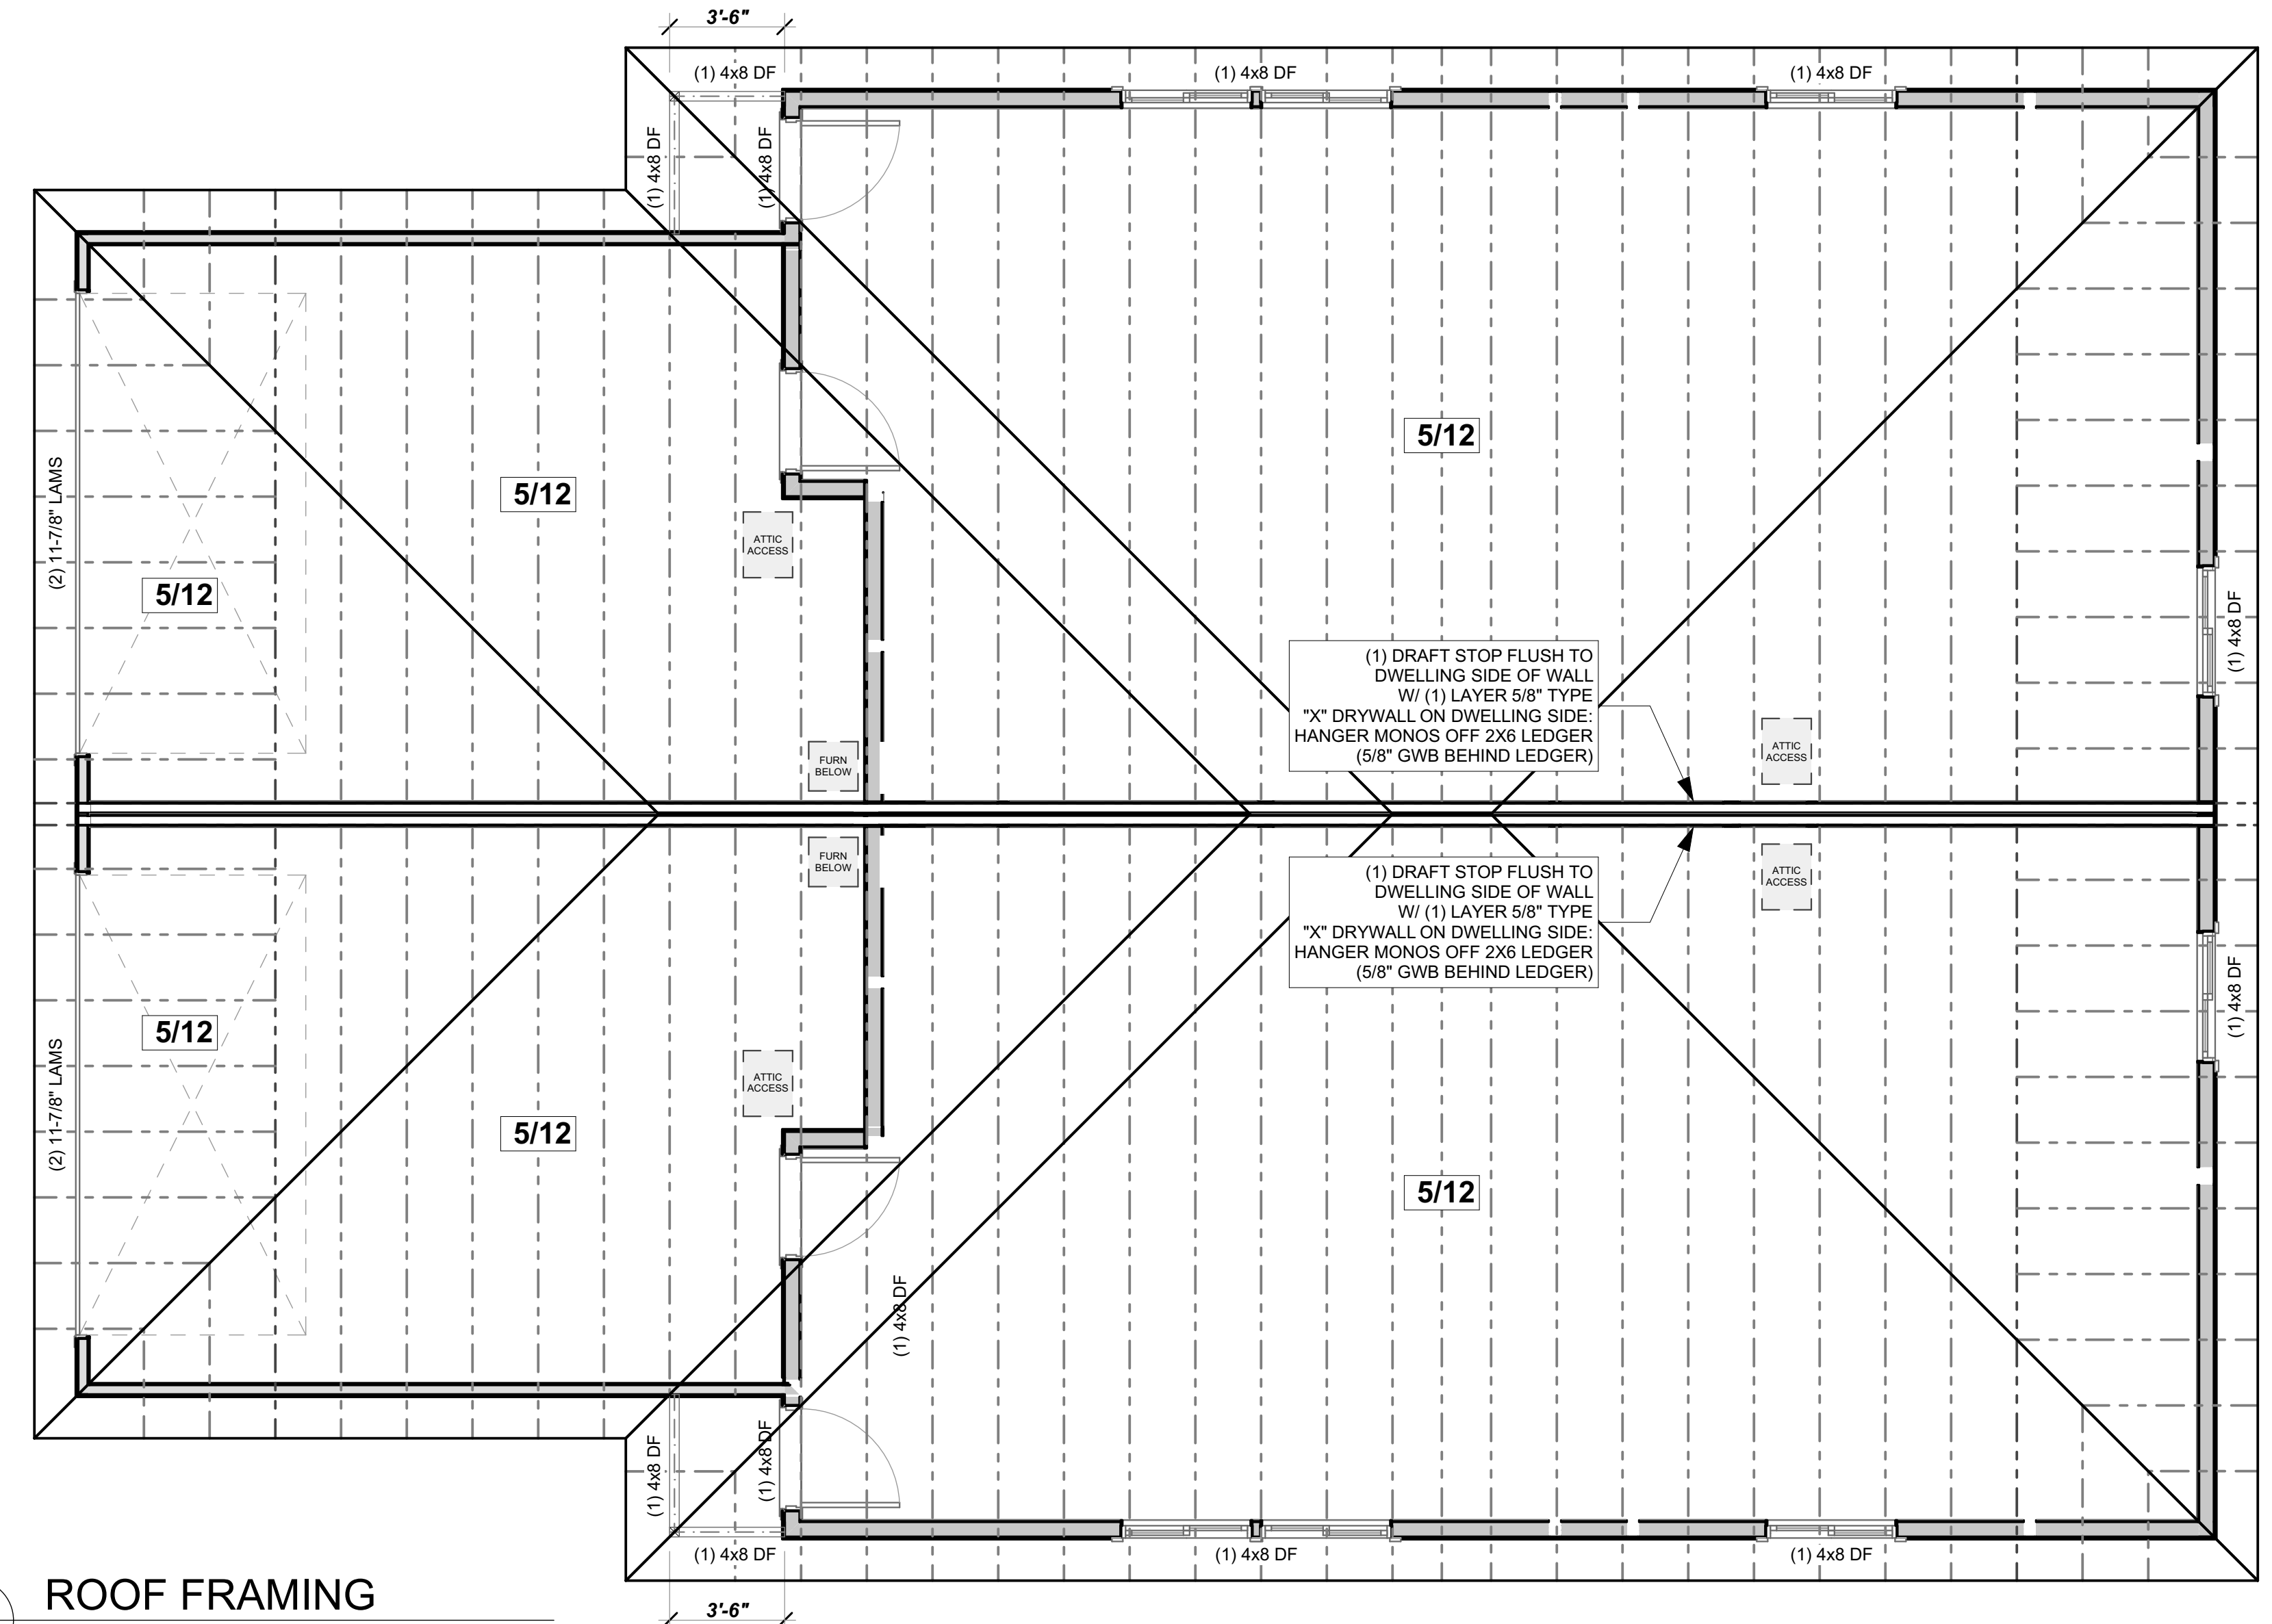 3'-6"
(1) 4x8 DF
(1) 4x8 DF
(1) 4x8 DF
(1) 4x8 DF
(1) 4x8 DF
5/12
5/12
(2) 11-7/8" LAMS
ATTIC
ACCESS
5/12
(1) 4x8 DF
(1) DRAFT STOP FLUSH TO
DWELLING SIDE OF WALL
W/ (1) LAYER 5/8" TYPE
"X" DRYWALL ON DWELLING SIDE:
HANGER MONOS OFF 2X6 LEDGER
(5/8" GWB BEHIND LEDGER)
ATTIC
ACCESS
FURN
BELOW
FURN
BELOW
(1) DRAFT STOP FLUSH TO
DWELLING SIDE OF WALL
W/ (1) LAYER 5/8" TYPE
"X" DRYWALL ON DWELLING SIDE:
HANGER MONOS OFF 2X6 LEDGER
(5/8" GWB BEHIND LEDGER)
ATTIC
ACCESS
(1) 4x8 DF
5/12
(2) 11-7/8" LAMS
ATTIC
ACCESS
5/12
5/12
(1) 4x8 DF
(1) 4x8 DF
(1) 4x8 DF
(1) 4x8 DF
(1) 4x8 DF
(1) 4x8 DF
ROOF FRAMING
3'-6"